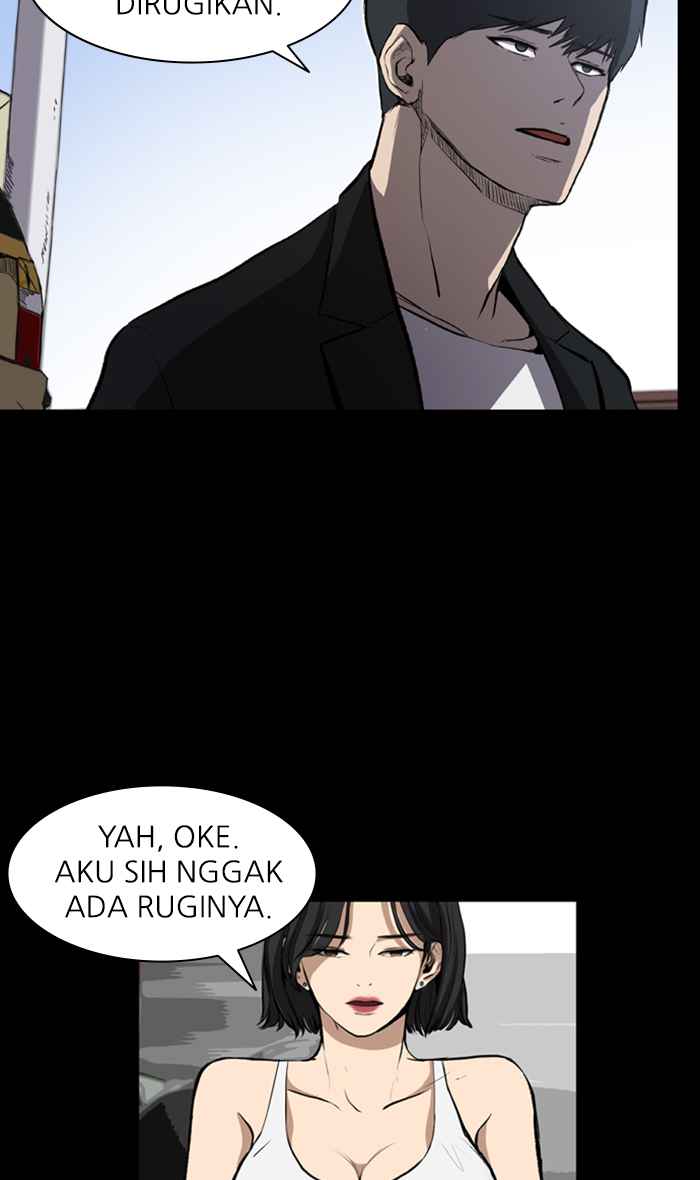 DIRUGIKAN.
YAH, OKE.
AKU SIH NGGAK
ADA RUGINYA.